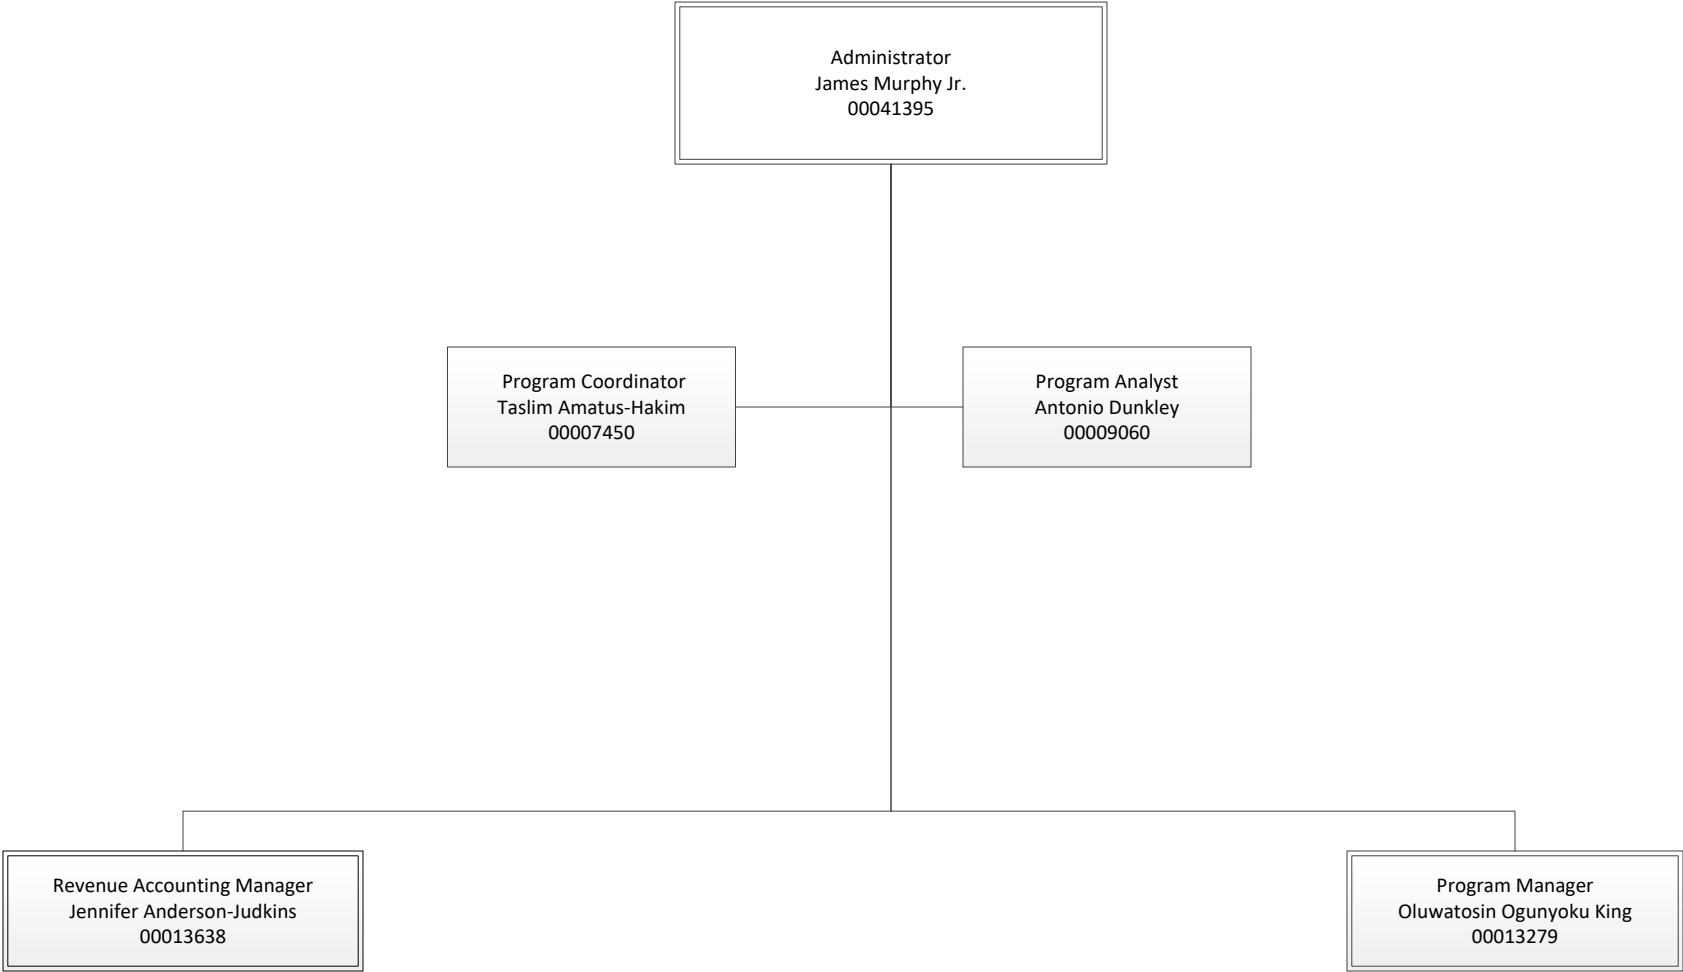 Administrator
James Murphy Jr.
00041395
Program Coordinator
Taslim Amatus-Hakim
00007450
Program Analyst
Antonio Dunkley
00009060
Revenue Accounting Manager
Jennifer Anderson-Judkins
00013638
Program Manager
Oluwatosin Ogunyoku King
00013279